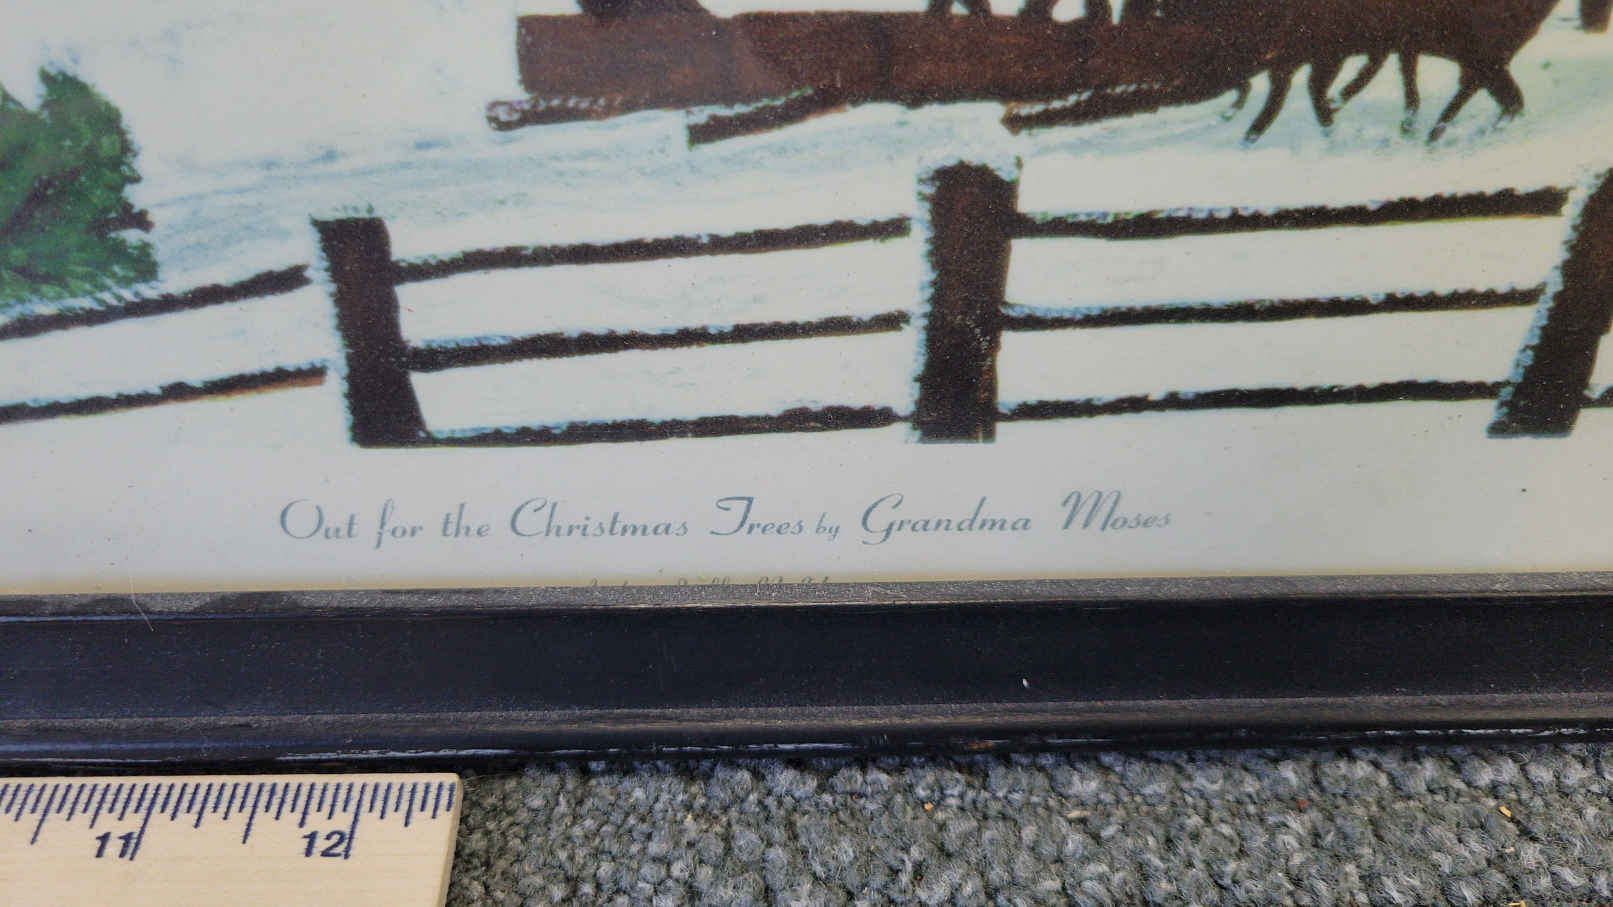 Out for the Christmas Trees by Grandma Moses
11
12